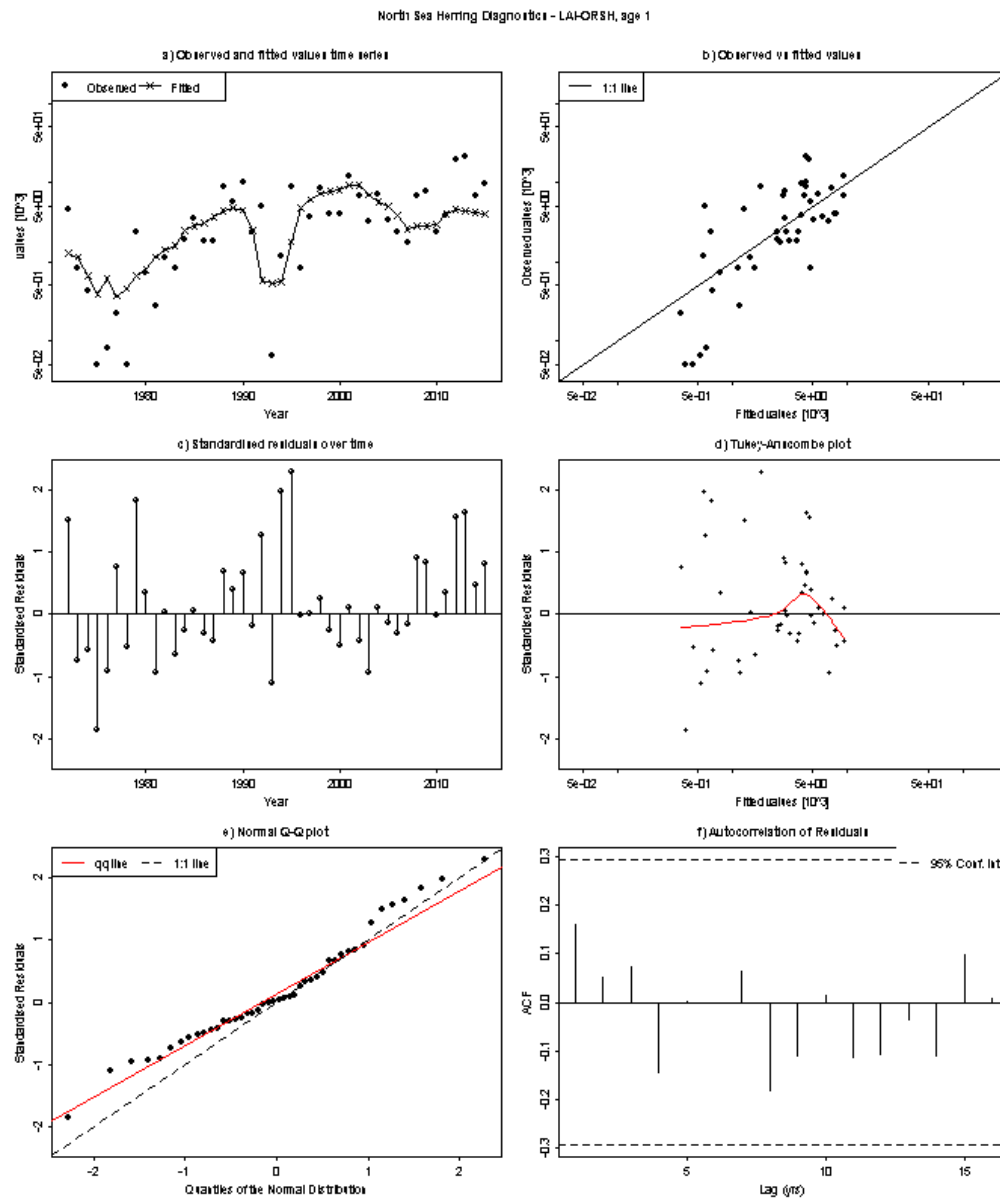 North Sea Herring Diagnostics - LAI-ORSH, age 1
a) Observed and fitted values time series
Observed Fitted
values [10^3]
5e-02 5e-01 5e+00 5e+01
1980 1990 2000 2010
Year
b) Observed vs fitted values
1:1 line
Observed values [10^3]
5e-02 5e-01 5e+00 5e+01
5e-02 5e-01 5e+00 5e+01
Fitted values [10^3]
c) Standardised residuals over time
Standardised Residuals
-2 -1 0 1 2
1980 1990 2000 2010
Year
d) Tukey-Anscombe plot
Standardised Residuals
-2 -1 0 1 2
5e-02 5e-01 5e+00 5e+01
Fitted values [10^3]
e) Normal Q-Q plot
qq line 1:1 line
Standardised Residuals
-2 -1 0 1 2
-2 -1 0 1 2
Quantiles of the Normal Distribution
f) Autocorrelation of Residuals
95% Conf. Int
ACF
-0.3 -0.2 -0.1 0.0 0.1 0.2 0.3
5 10 15
Lag (yrs)